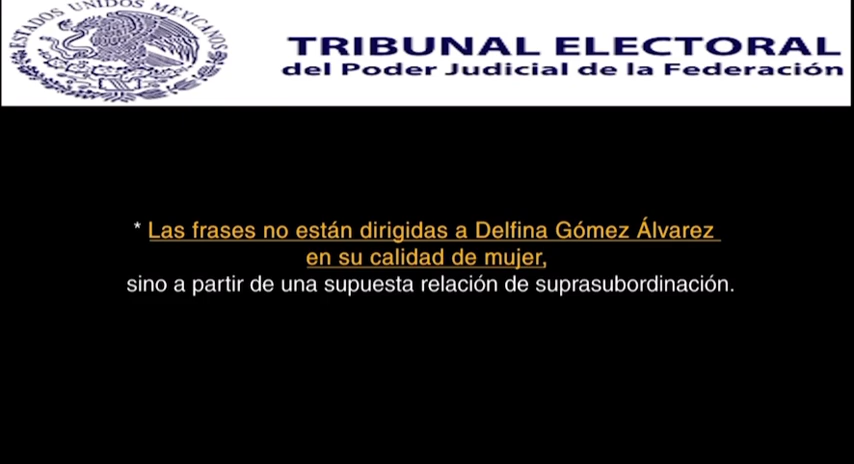 ESTADOS UNIDOS MEXICANOS
TRIBUNAL ELECTORAL
del Poder Judicial de la Federación
* Las frases no están dirigidas a Delfina Gómez Álvarez
en su calidad de mujer,
sino a partir de una supuesta relación de suprasubordinación.